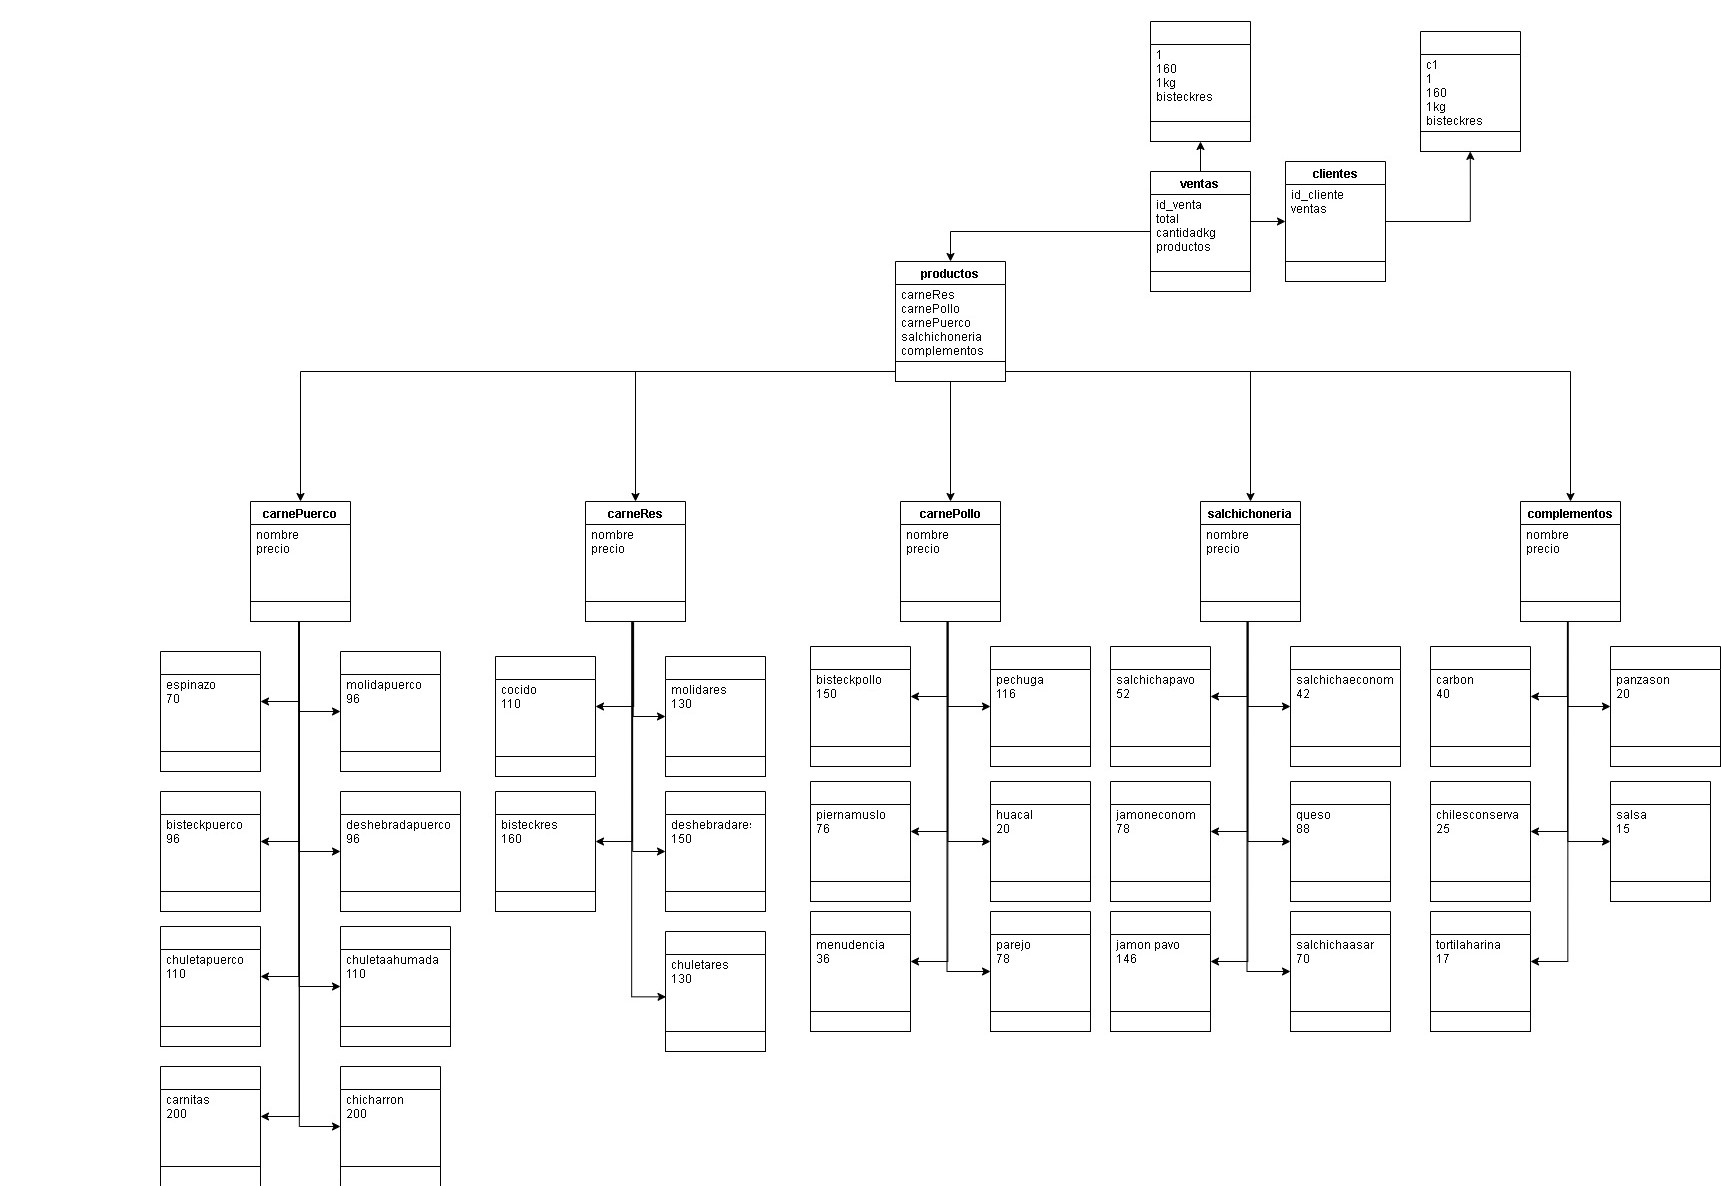 1
160
1kg
bisteckres
c1
1
160
1kg
bisteckres
ventas
id_venta
total
cantidadkg
productos
clientes
id_cliente
ventas
productos
carneRes
carnePollo
carnePuerco
salchichoneria
complementos
carnePuerco
nombre
precio
carneRes
nombre
precio
carnePollo
nombre
precio
salchichoneria
nombre
precio
complementos
nombre
precio
espinazo
70
molidapuerco
96
bisteckpuerco
96
deshebradapuerco
96
chuletapuerco
110
chuletaahumada
110
carnitas
200
chicharron
200
cocido
110
molidares
130
bisteckres
160
deshebradares
150
chuletares
130
bisteckpollo
150
pechuga
116
piernamuslo
76
huacal
20
menudencia
36
parejo
78
salchichapavo
52
salchichaeconom
42
jamoneconom
78
queso
88
jamon pavo
146
salchichaasar
70
carbon
40
panzason
20
chilesconserva
25
salsa
15
tortilaharina
17